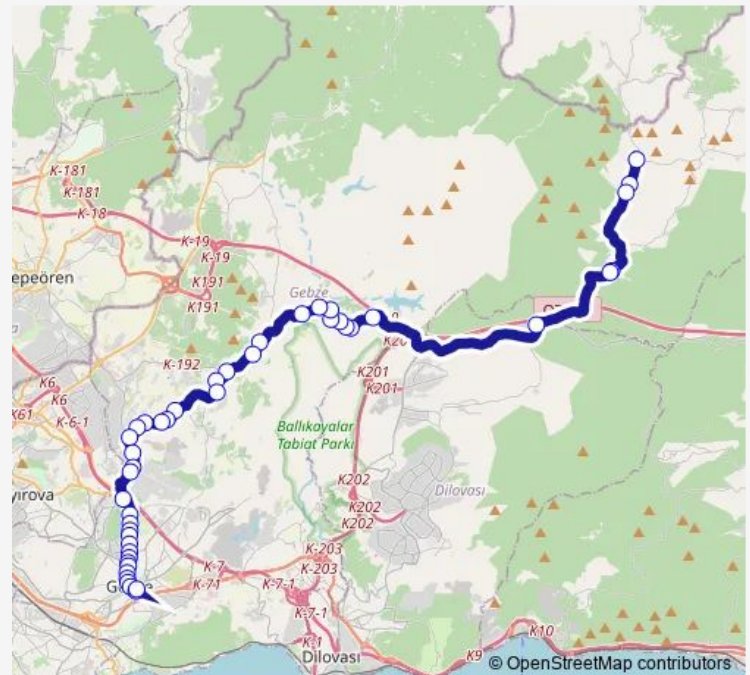 K-181
K-181
K-18
K-19
K-19
K191
K191
epeören
Gebze
K-192
K201
K201
K6
K6
K61
K-6-1
Ballıkayalar
Tabiat Parkı
K202
K202
K202
Dilovası
yırova
K-203
K-203
K-7
K-71
K-7-1
K-7-1
K-1
Dilovası
K9
K10
© OpenStreetMap contributors